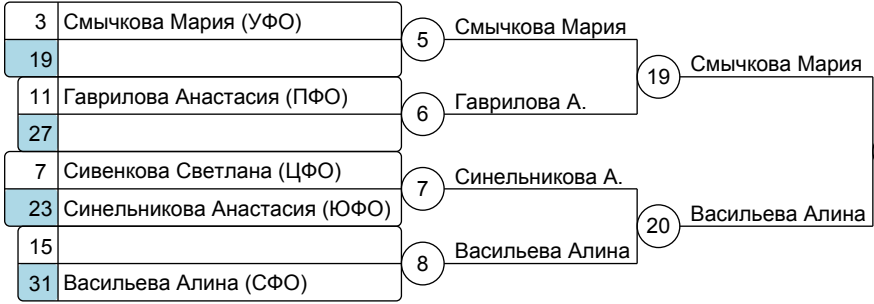 3 Смычкова Мария (УФО)
19
5 Смычкова Мария
11 Гаврилова Анастасия (ПФО)
27
6 Гаврилова А.
19 Смычкова Мария
7 Сивенкова Светлана (ЦФО)
23 Синельникова Анастасия (ЮФО)
7 Синельникова А.
15
31 Васильева Алина (СФО)
8 Васильева Алина
20 Васильева Алина